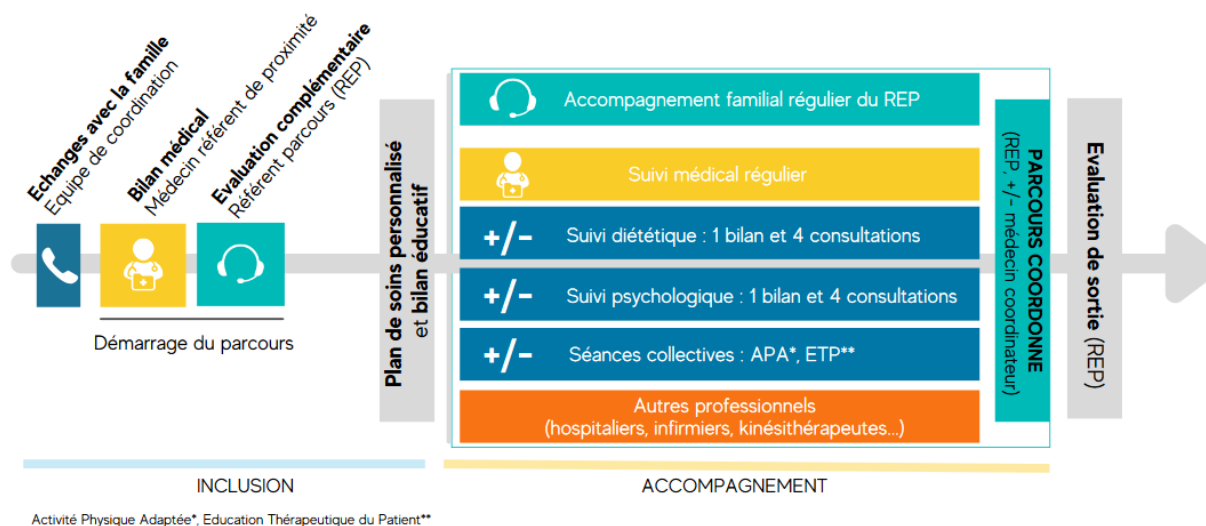 Echanges avec la famille
Equipe de coordination
Bilan médical
Médecin référent de proximité
Evaluation complémentaire
Référent parcours (REP)
Démarrage du parcours
Plan de soins personnalisé
et bilan éducatif
Accompagnement familial régulier du REP
Suivi médical régulier
+/- Suivi diététique : 1 bilan et 4 consultations
+/- Suivi psychologique : 1 bilan et 4 consultations
+/- Séances collectives : APA*, ETP**
Autres professionnels
(hospitaliers, infirmiers, kinésithérapeutes...)
PARCOURS COORDONNE
(REP, +/- médecin coordinateur)
Evaluation de
sortie (REP)
INCLUSION
ACCOMPAGNEMENT
Activité Physique Adaptée*, Education Thérapeutique du Patient**